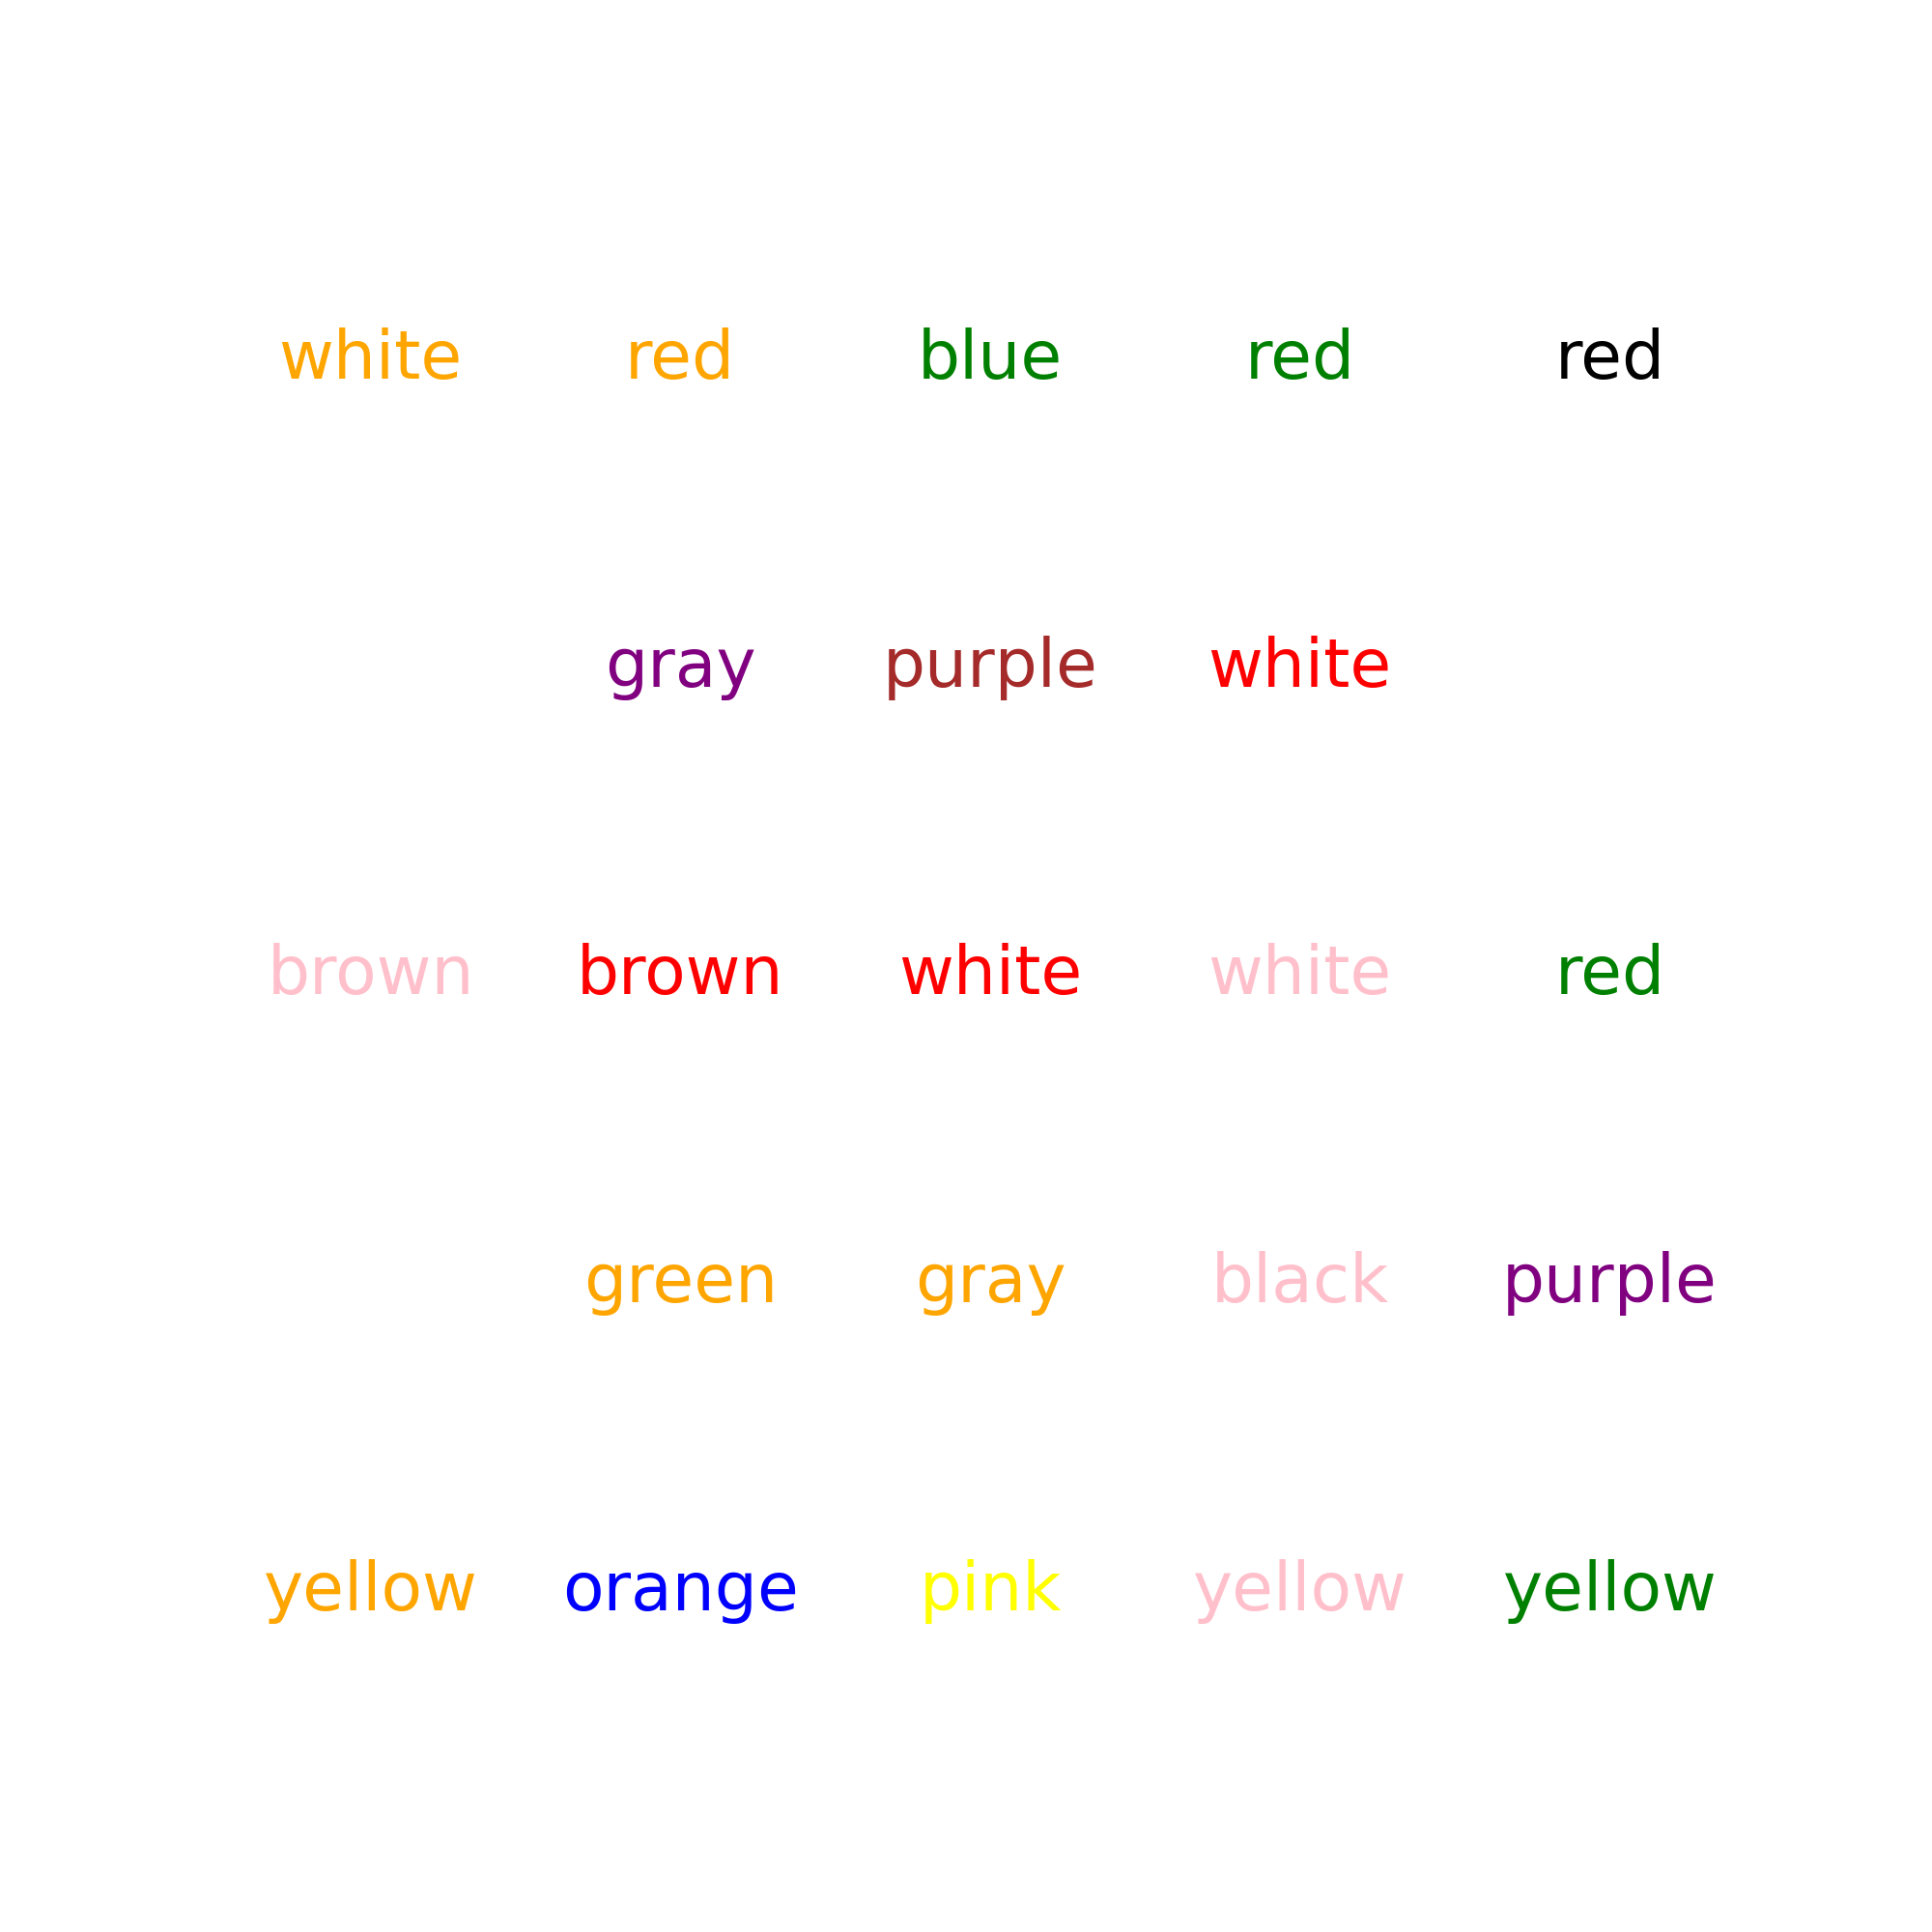 white red blue red red
gray purple white
brown brown white white red
green gray black purple
yellow orange pink yellow yellow